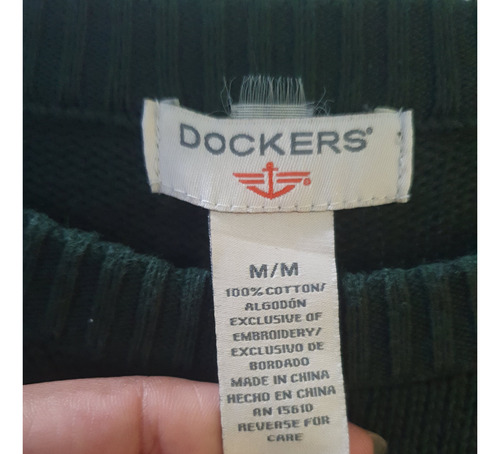 DOCKERS®
M/M
100% COTTON/
ALGODÓN
EXCLUSIVE OF
EMBROIDERY/
EXCLUSIVO DE
BORDADO
MADE IN CHINA
HECHO EN CHINA
RN 15610
REVERSE FOR
CARE